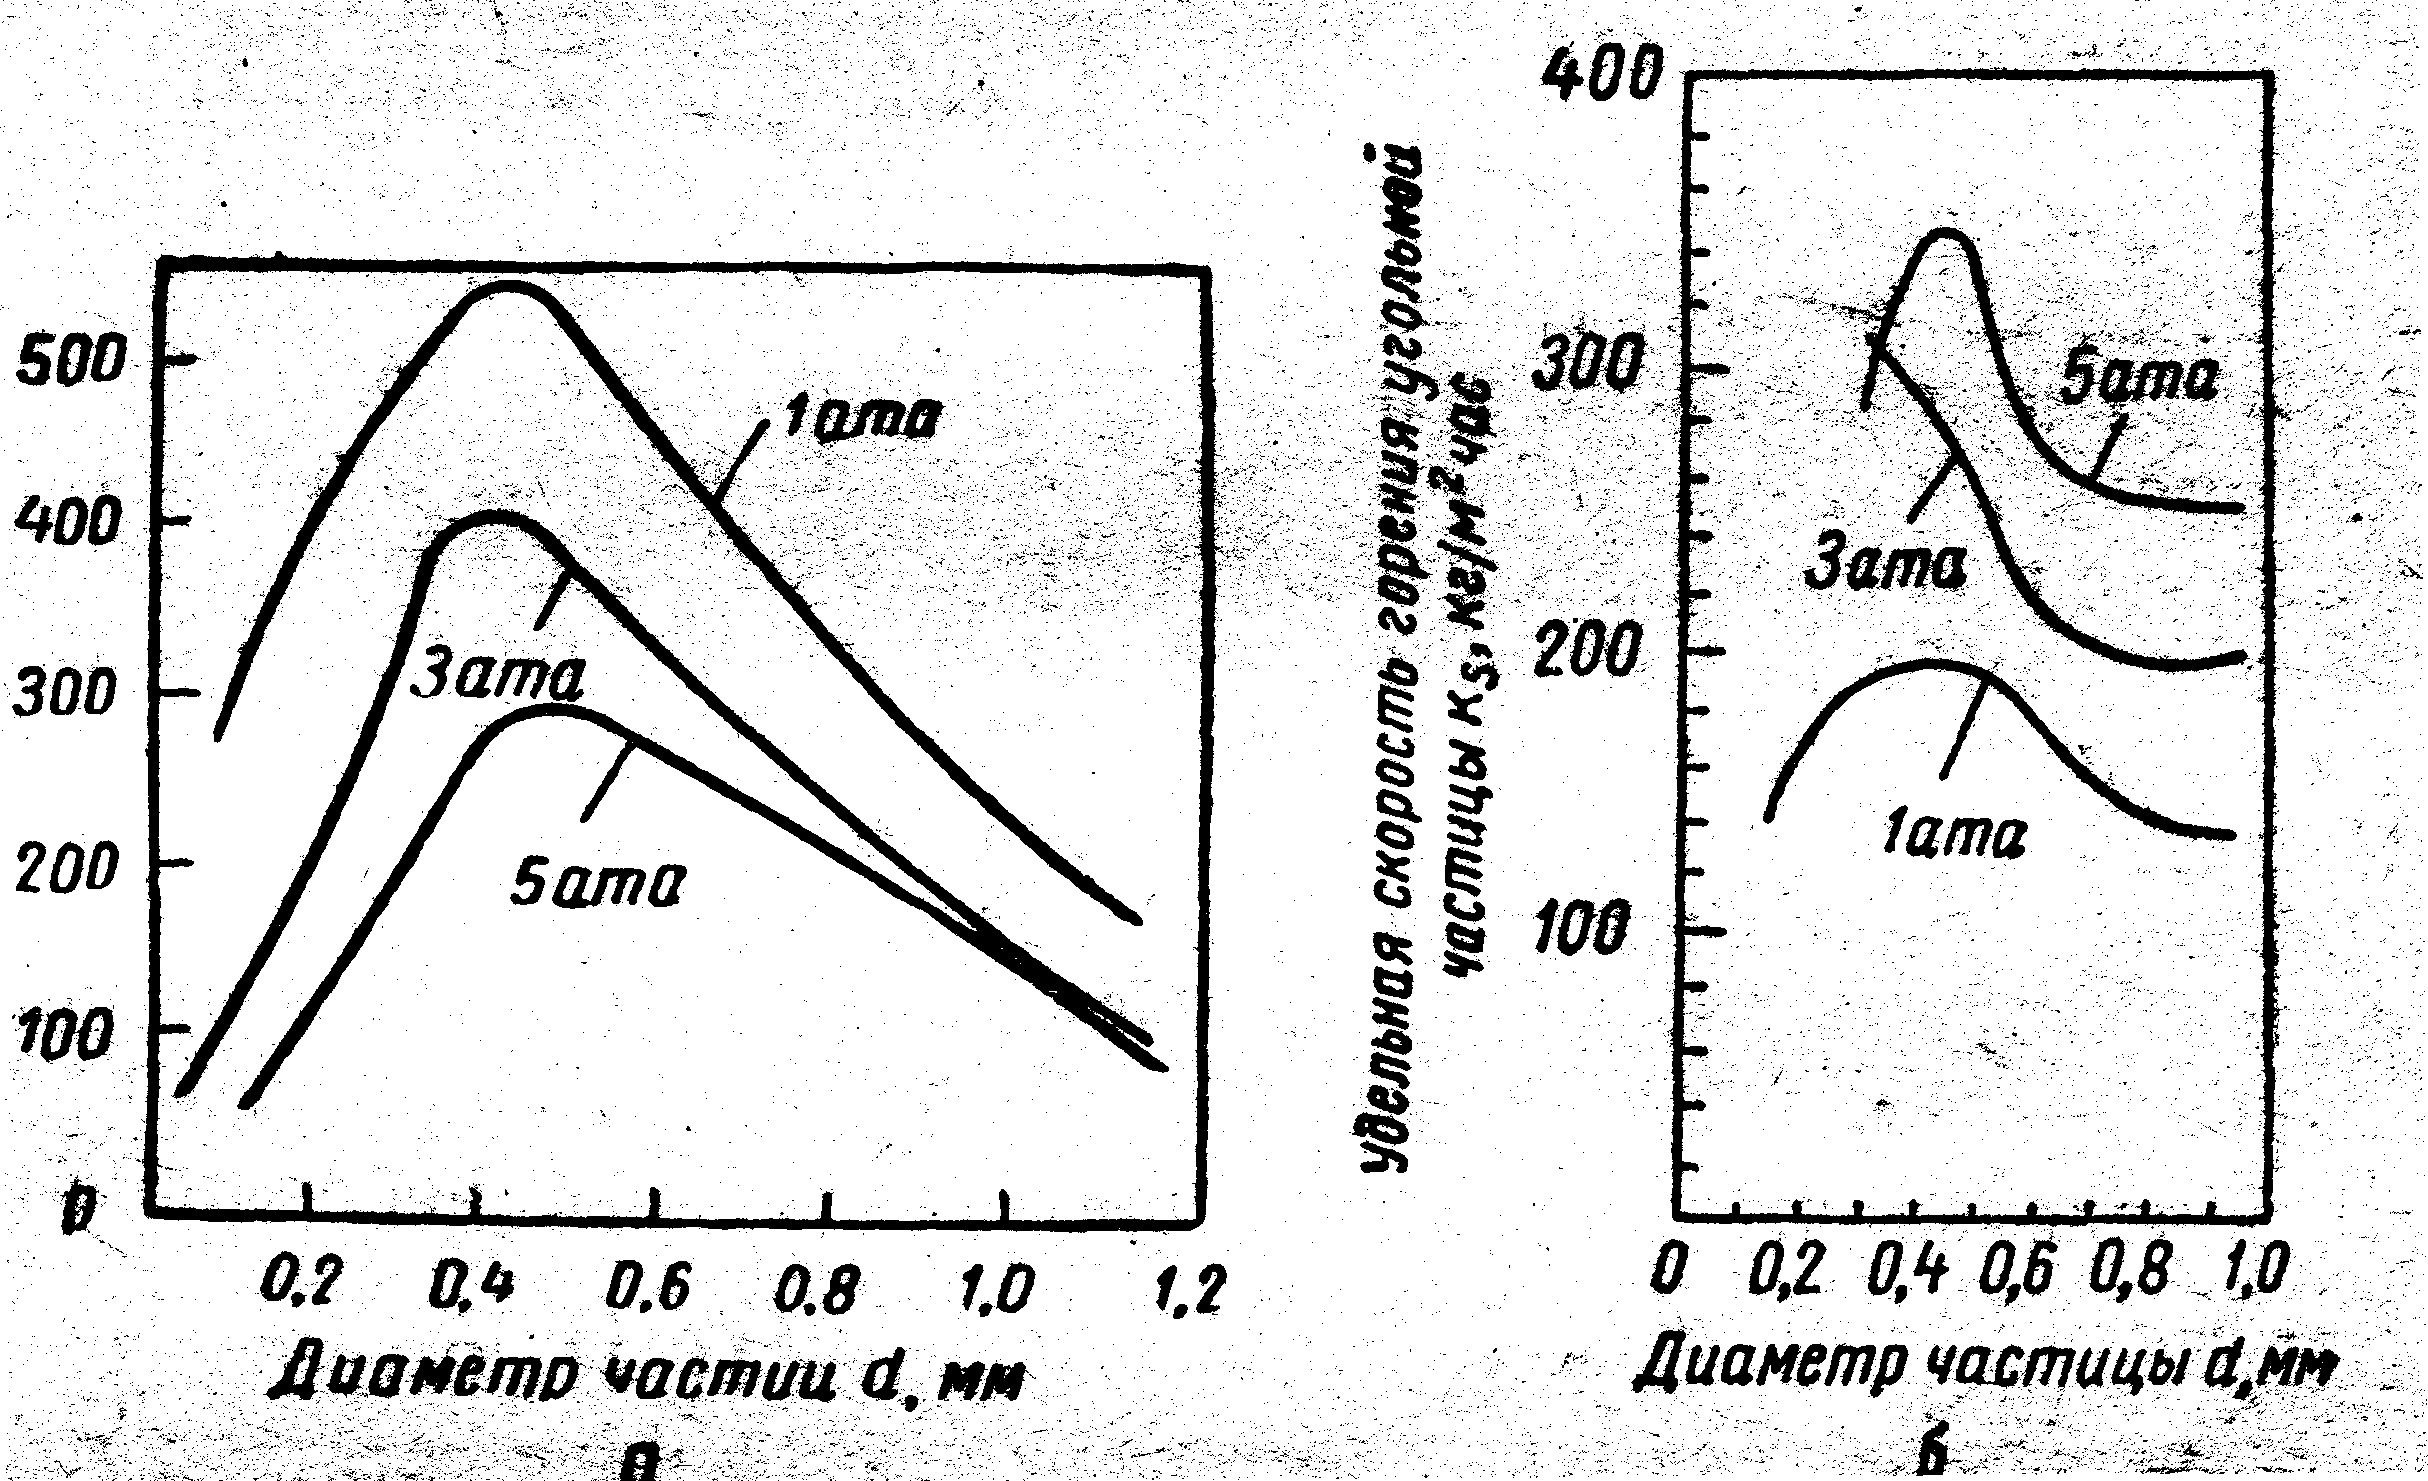 500
400
300
200
100
0
1ата
3ата
5ата
0.2 0.4 0.6 0.8 1.0 1.2
Диаметр частиц d, мм
а
Удельная скорость горения угольной
частицы Ks, кг/м² час
400
300
200
100
5ата
3ата
1ата
0 0,2 0,4 0,6 0,8 1,0
Диаметр частицы d, мм
б